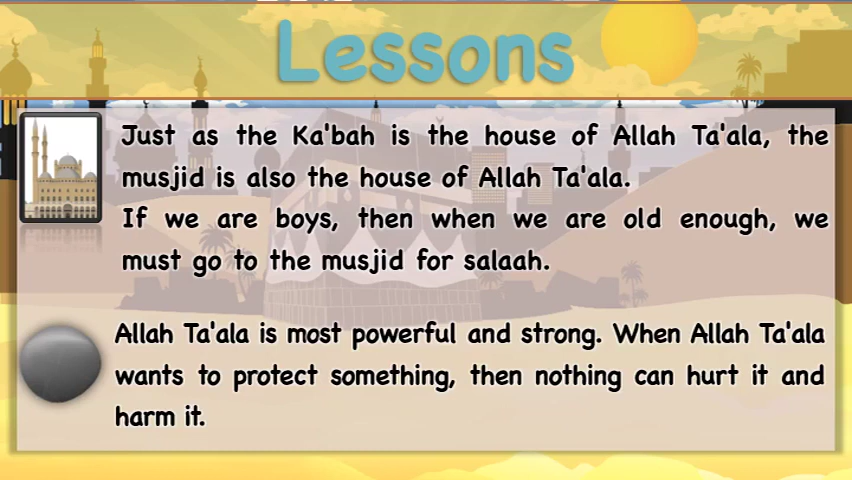 Lessons
Just as the Ka'bah is the house of Allah Ta'ala, the
musjid is also the house of Allah Ta'ala.
If we are boys, then when we are old enough, we
must go to the musjid for salaah.
Allah Ta'ala is most powerful and strong. When Allah Ta'ala
wants to protect something, then nothing can hurt it and
harm it.